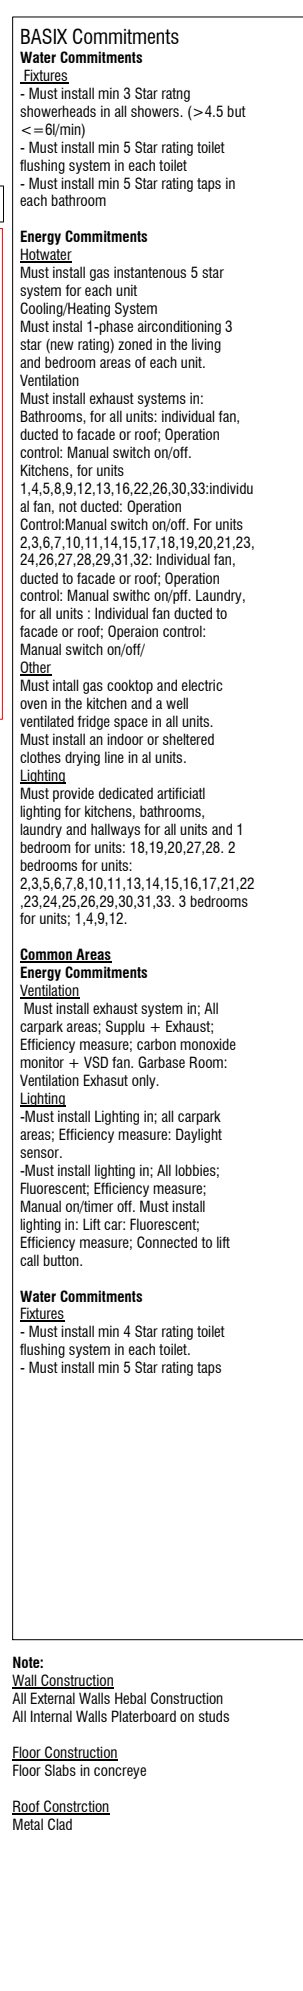 BASIX Commitments
Water Commitments
Fixtures
- Must install min 3 Star ratng
showerheads in all showers. (>4.5 but
<=6l/min)
- Must install min 5 Star rating toilet
flushing system in each toilet
- Must install min 5 Star rating taps in
each bathroom
Energy Commitments
Hotwater
Must install gas instantenous 5 star
system for each unit
Cooling/Heating System
Must instal 1-phase airconditioning 3
star (new rating) zoned in the living
and bedroom areas of each unit.
Ventilation
Must install exhaust systems in:
Bathrooms, for all units: individual fan,
ducted to facade or roof; Operation
control: Manual switch on/off.
Kitchens, for units
1,4,5,8,9,12,13,16,22,26,30,33:individu
al fan, not ducted: Operation
Control:Manual switch on/off. For units
2,3,6,7,10,11,14,15,17,18,19,20,21,23,
24,26,27,28,29,31,32: Individual fan,
ducted to facade or roof; Operation
control: Manual swithc on/pff. Laundry,
for all units : Individual fan ducted to
facade or roof; Operaion control:
Manual switch on/off/
Other
Must intall gas cooktop and electric
oven in the kitchen and a well
ventilated fridge space in all units.
Must install an indoor or sheltered
clothes drying line in al units.
Lighting
Must provide dedicated artificiatl
lighting for kitchens, bathrooms,
laundry and hallways for all units and 1
bedroom for units: 18,19,20,27,28. 2
bedrooms for units:
2,3,5,6,7,8,10,11,13,14,15,16,17,21,22
,23,24,25,26,29,30,31,33. 3 bedrooms
for units; 1,4,9,12.
Common Areas
Energy Commitments
Ventilation
Must install exhaust system in; All
carpark areas; Supplu + Exhaust;
Efficiency measure; carbon monoxide
monitor + VSD fan. Garbase Room:
Ventilation Exhasut only.
Lighting
-Must install Lighting in; all carpark
areas; Efficiency measure: Daylight
sensor.
-Must install lighting in; All lobbies;
Fluorescent; Efficiency measure;
Manual on/timer off. Must install
lighting in: Lift car: Fluorescent;
Efficiency measure; Connected to lift
call button.
Water Commitments
Fixtures
- Must install min 4 Star rating toilet
flushing system in each toilet.
- Must install min 5 Star rating taps
Note:
Wall Construction
All External Walls Hebal Construction
All Internal Walls Platerboard on studs
Floor Construction
Floor Slabs in concreye
Roof Constrction
Metal Clad